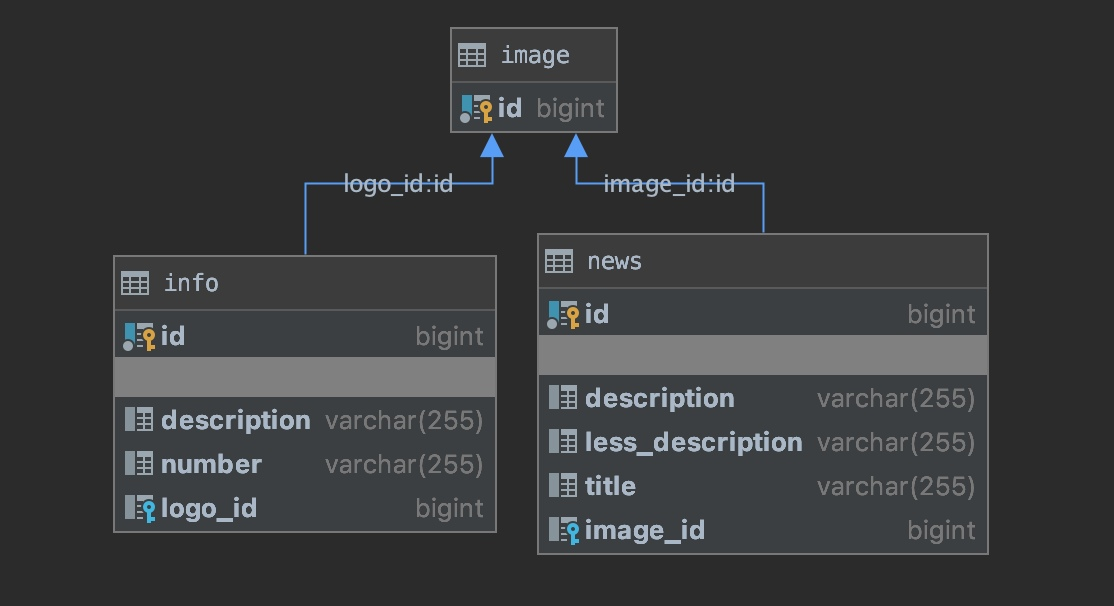 image
id bigint
logo_id:id
image_id:id
info
id bigint
description varchar(255)
number varchar(255)
logo_id bigint
news
id bigint
description varchar(255)
less_description varchar(255)
title varchar(255)
image_id bigint